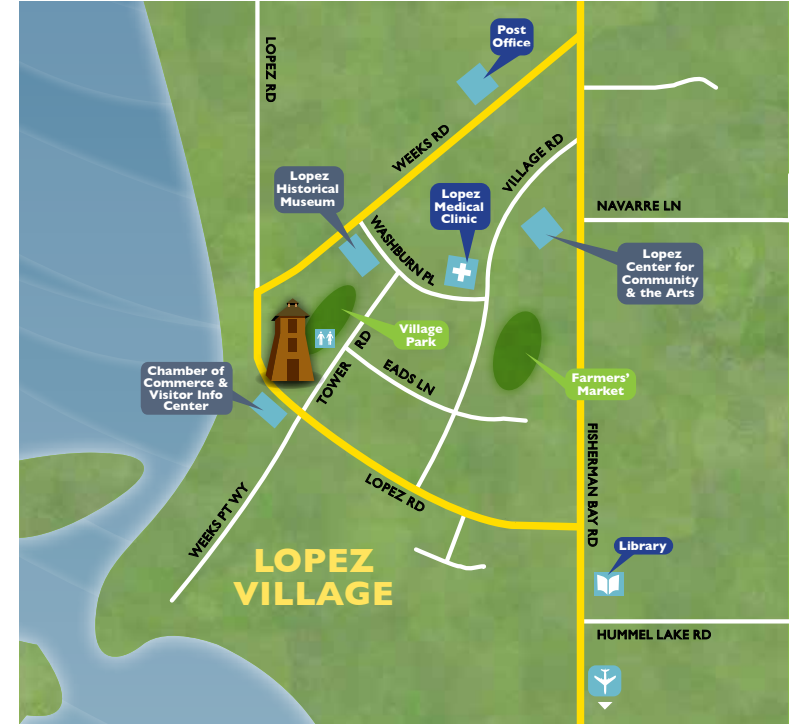 Post
Office
LOPEZ RD
WEEKS RD
VILLAGE RD
Lopez
Historical
Museum
Lopez
Medical
Clinic
NAVARRE LN
WASHBURN PL
Lopez
Center for
Community
& the Arts
Village
Park
TOWER RD
EADS LN
Chamber of
Commerce &
Visitor Info
Center
Farmers'
Market
FISHERMAN BAY RD
LOPEZ RD
WEEKS PT WY
LOPEZ
VILLAGE
Library
HUMMEL LAKE RD